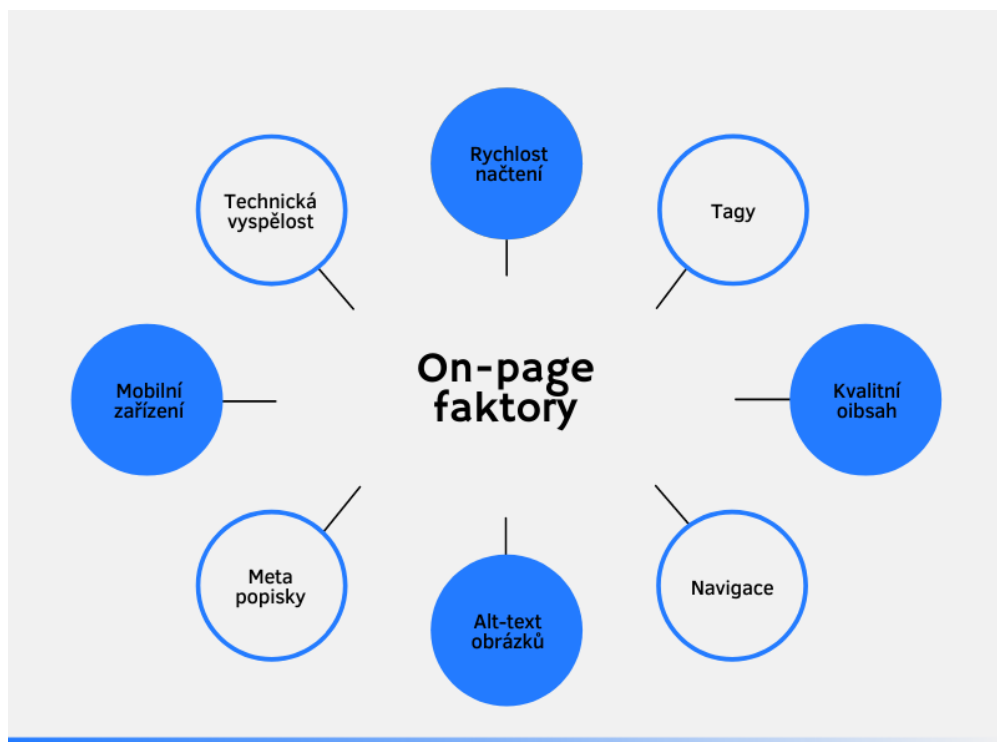 Rychlost
načtení
Technická
vyspělost
Tagy
On-page
faktory
Mobilní
zařízení
Kvalitní
oibsah
Meta
popisky
Navigace
Alt-text
obrázků